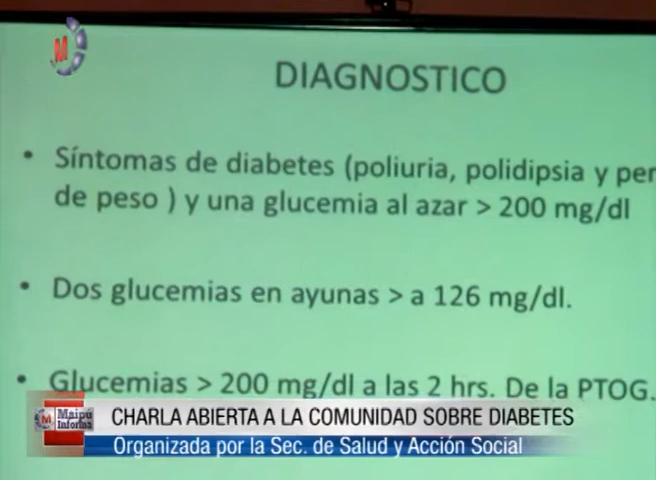 M
DIAGNOSTICO
• Síntomas de diabetes (poliuria, polidipsia y per
de peso ) y una glucemia al azar > 200 mg/dl
• Dos glucemias en ayunas > a 126 mg/dl.
• Glucemias > 200 mg/dl a las 2 hrs. De la PTOG.
M Maipú
Informa
CHARLA ABIERTA A LA COMUNIDAD SOBRE DIABETES
Organizada por la Sec. de Salud y Acción Social